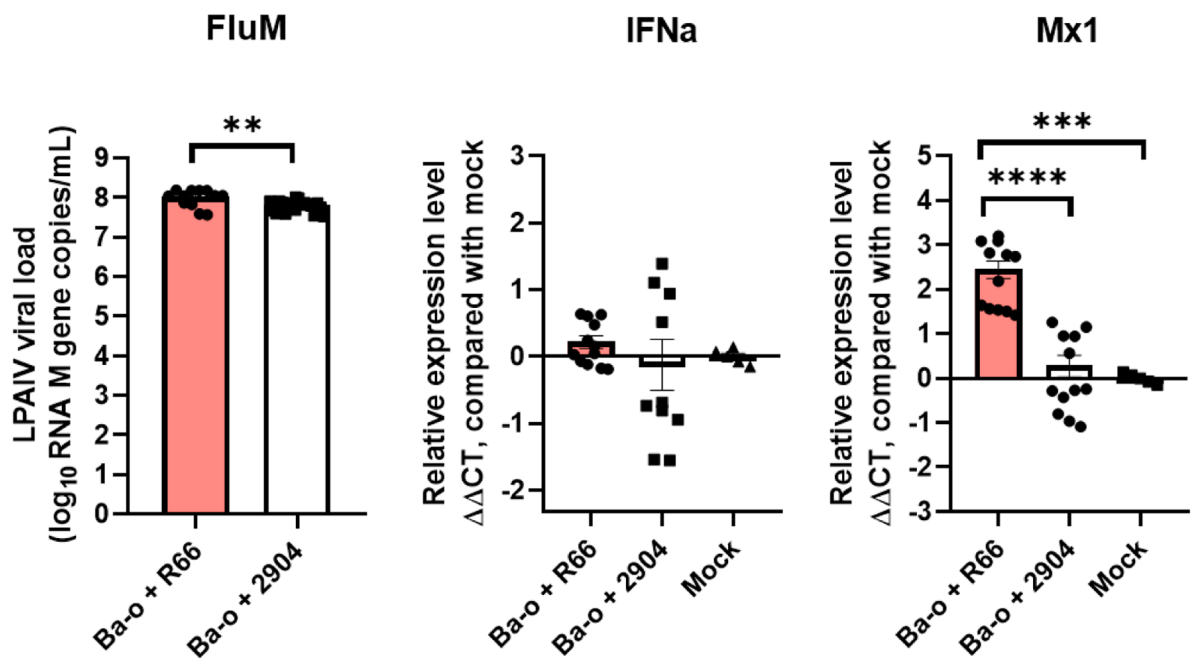 FluM
LPAIV viral load
(log10 RNA M gene copies/mL)
9
8
7
6
5
4
3
2
1
0
**
Ba-o + R66
Ba-o + 2904
IFNa
Relative expression level
ΔΔCT, compared with mock
3
2
1
0
-1
-2
Ba-o + R66
Ba-o + 2904
Mock
Mx1
Relative expression level
ΔΔCT, compared with mock
5
4
3
2
1
0
-1
-2
-3
***
****
Ba-o + R66
Ba-o + 2904
Mock